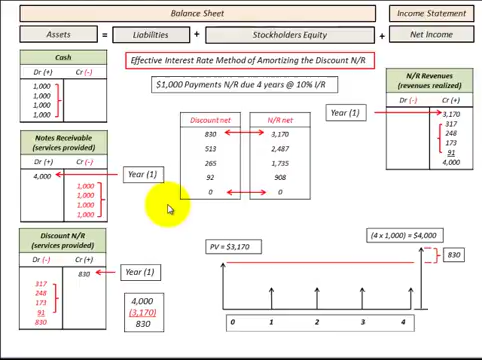 Balance Sheet
Income Statement
Assets = Liabilities + Stockholders Equity + Net Income
Effective Interest Rate Method of Amortizing the Discount N/R
$1,000 Payments N/R due 4 years @ 10% I/R
Cash
Dr (+) Cr (-)
1,000
1,000
1,000
1,000
Notes Receivable
(services provided)
Dr (+) Cr (-)
4,000
1,000
1,000
1,000
1,000
Year (1)
Discount N/R
(services provided)
Dr (-) Cr (+)
830
317
248
173
91
830
Year (1)
4,000
(3,170)
830
Discount net N/R net
830 3,170
513 2,487
265 1,735
92 908
0 0
Year (1)
N/R Revenues
(revenues realized)
Dr (-) Cr (+)
3,170
317
248
173
91
4,000
PV = $3,170
(4 x 1,000) = $4,000
830
0 1 2 3 4